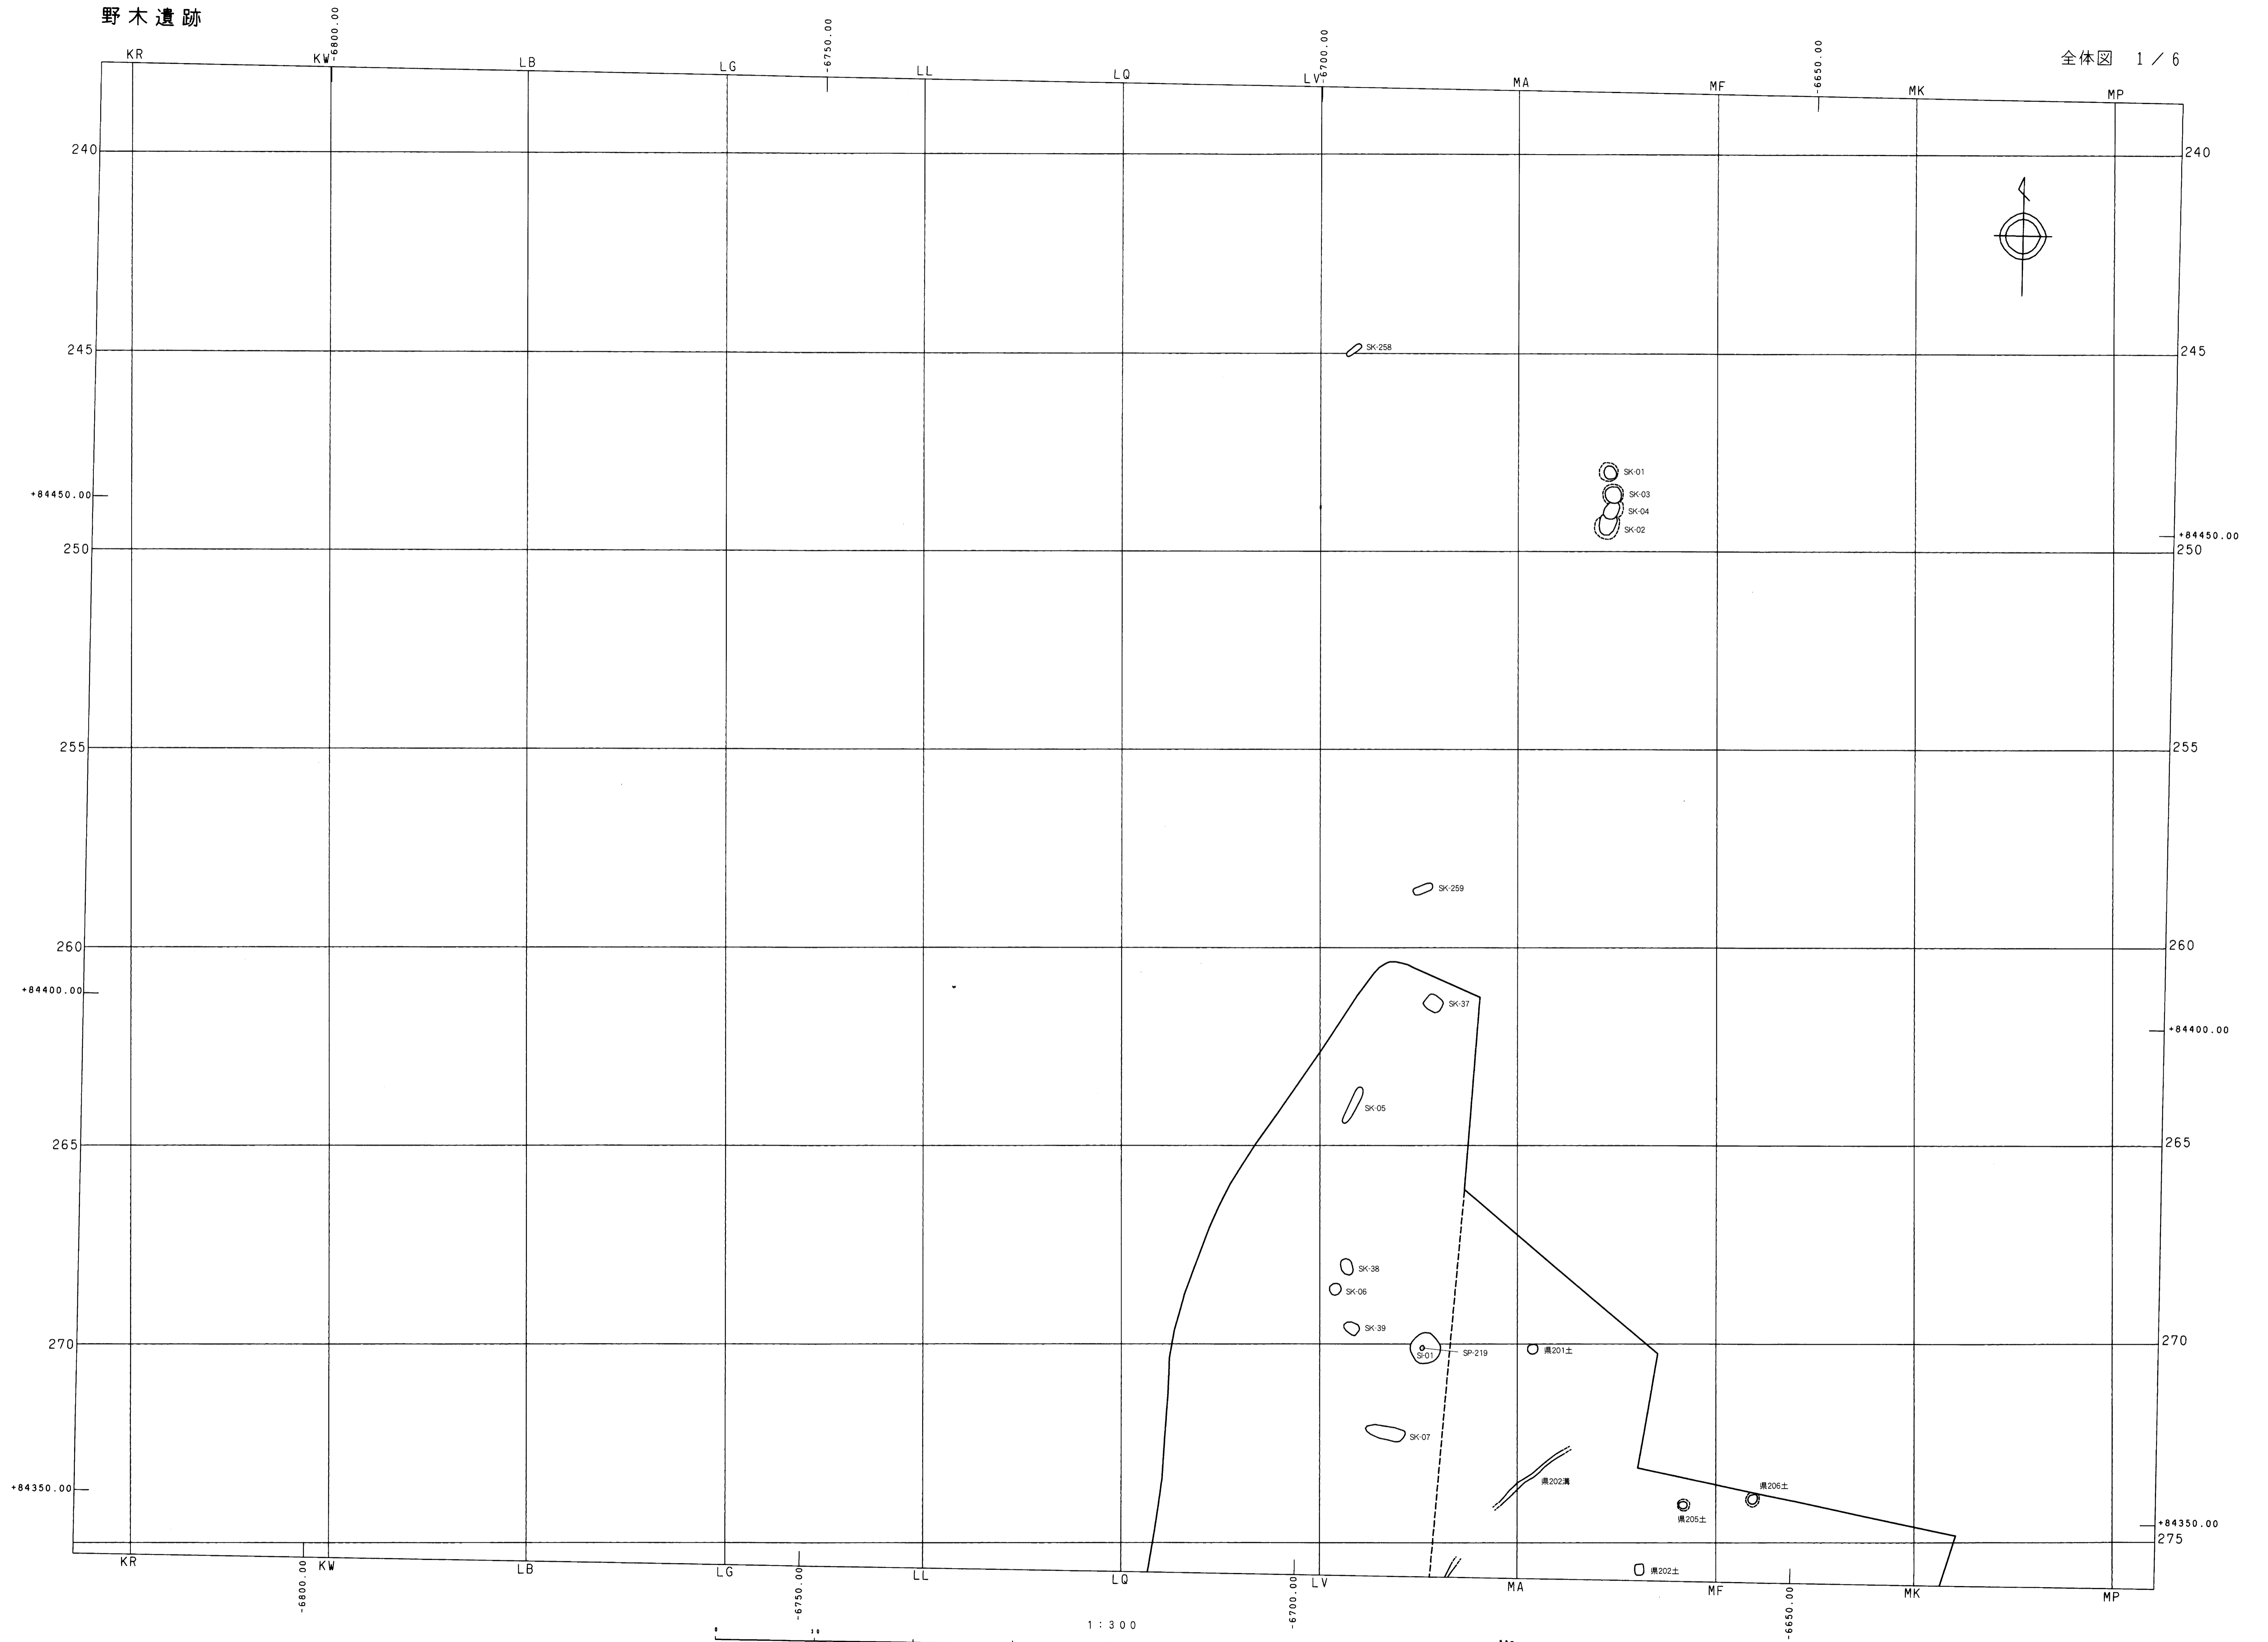 野木遺跡
全体図 1/6
-6800.00
-6750.00
-6700.00
-6650.00
KR
KW
LB
LG
LL
LQ
LV
MA
MF
MK
MP
240
240
245
245
SK-258
SK-01
SK-03
SK-04
SK-02
+84450.00
+84450.00
250
250
255
255
SK-259
260
260
+84400.00
+84400.00
SK-37
SK-05
265
265
SK-38
SK-06
SK-39
270
270
SI-01
SP-219
県201土
SK-07
県202溝
県206土
県205土
+84350.00
+84350.00
275
県202土
KR
KW
LB
LG
LL
LQ
LV
MA
MF
MK
MP
-6800.00
-6750.00
-6700.00
-6650.00
1:300